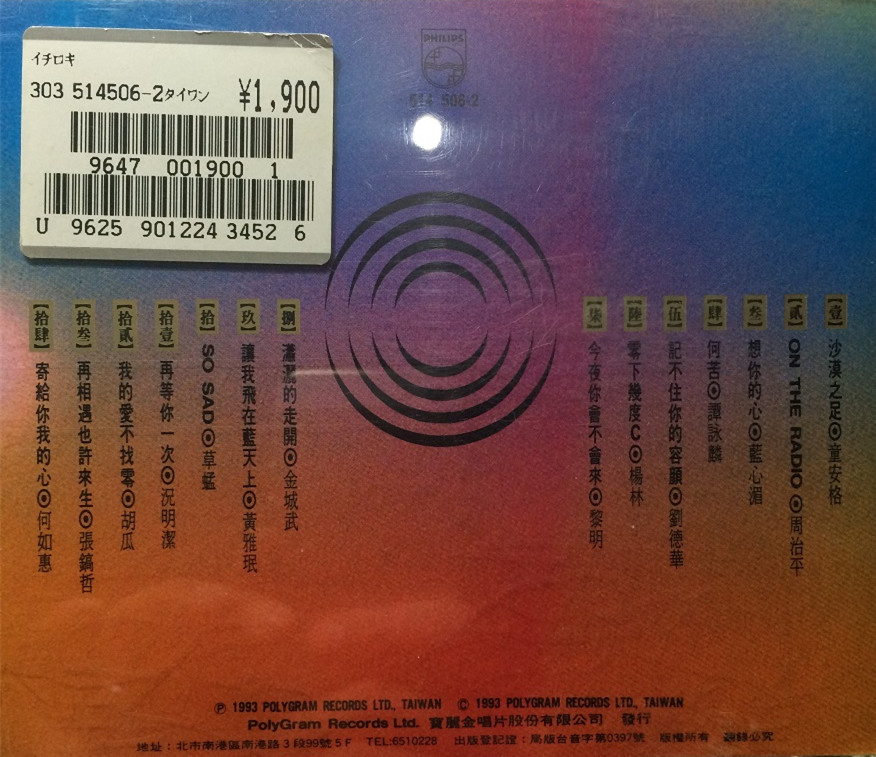 イチロキ
303 514506-2タイワン ¥1,900
9647 001900 1
U 9625 901224 3452 6
PHILIPS
514 506-2
【壹】沙漠之足⦿童安格
【貳】ON THE RADIO⦿周治平
【叁】想你的心⦿藍心湄
【肆】何苦⦿譚詠麟
【伍】記不住你的容顏⦿劉德華
【陸】零下幾度C⦿楊林
【柒】今夜你會不會來⦿黎明
【捌】瀟灑的走開⦿金城武
【玖】讓我飛在藍天上⦿黃雅珉
【拾】SO SAD⦿草蜢
【拾壹】再等你一次⦿況明潔
【拾貳】我的愛不找零⦿胡瓜
【拾叁】再相遇也許來生⦿張鎬哲
【拾肆】寄給你我的心⦿何如惠
Ⓟ 1993 POLYGRAM RECORDS LTD., TAIWAN © 1993 POLYGRAM RECORDS LTD., TAIWAN
PolyGram Records Ltd. 寶麗金唱片股份有限公司 發行
地址：北市南港區南港路3段99號5F TEL:6510228 出版登記證：局版台音字第0397號 版權所有 翻錄必究